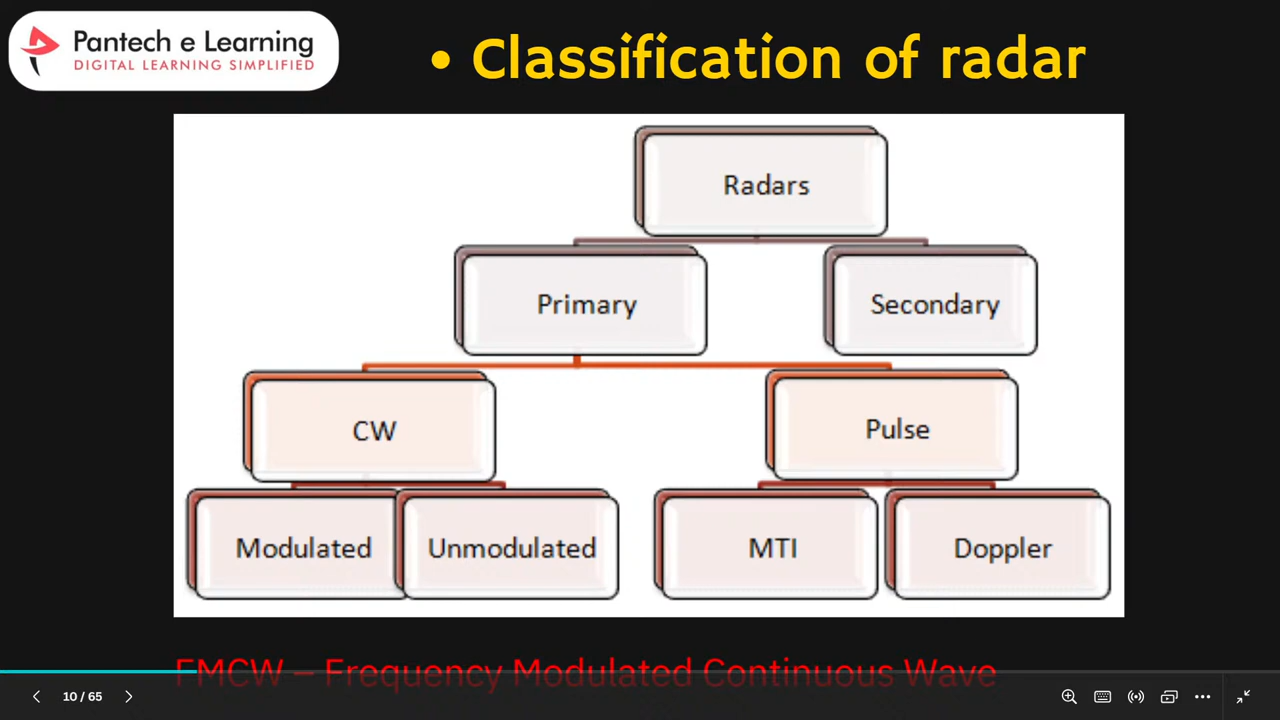 Pantech e Learning
DIGITAL LEARNING SIMPLIFIED
• Classification of radar
Radars
Primary
Secondary
CW
Pulse
Modulated
Unmodulated
MTI
Doppler
FMCW – Frequency Modulated Continuous Wave
10 / 65